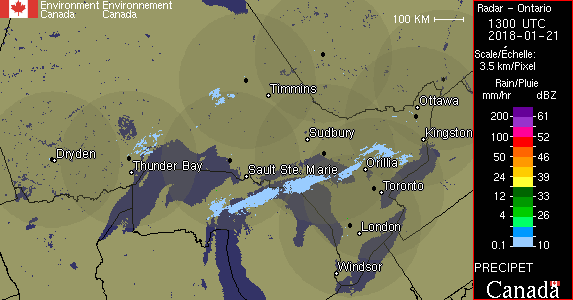 Environment Environnement
Canada Canada
100 KM
Timmins
Ottawa
Sudbury
Kingston
Dryden
Thunder Bay
Sault Ste. Marie
Orillia
Toronto
London
Windsor
Radar - Ontario
1300 UTC
2018-01-21
Scale/Échelle:
3.5 km/Pixel
Rain/Pluie
mm/hr dBZ
200 61
100 52
50 46
24 39
12 33
4 26
0.1 10
PRECIPET
Canada